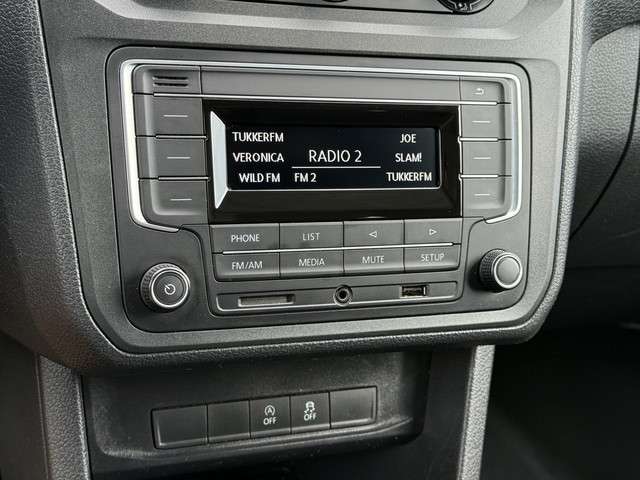 TUKKERFM JOE
VERONICA RADIO 2 SLAM!
WILD FM FM 2 TUKKERFM
PHONE LIST
FM/AM MEDIA MUTE SETUP
OFF OFF